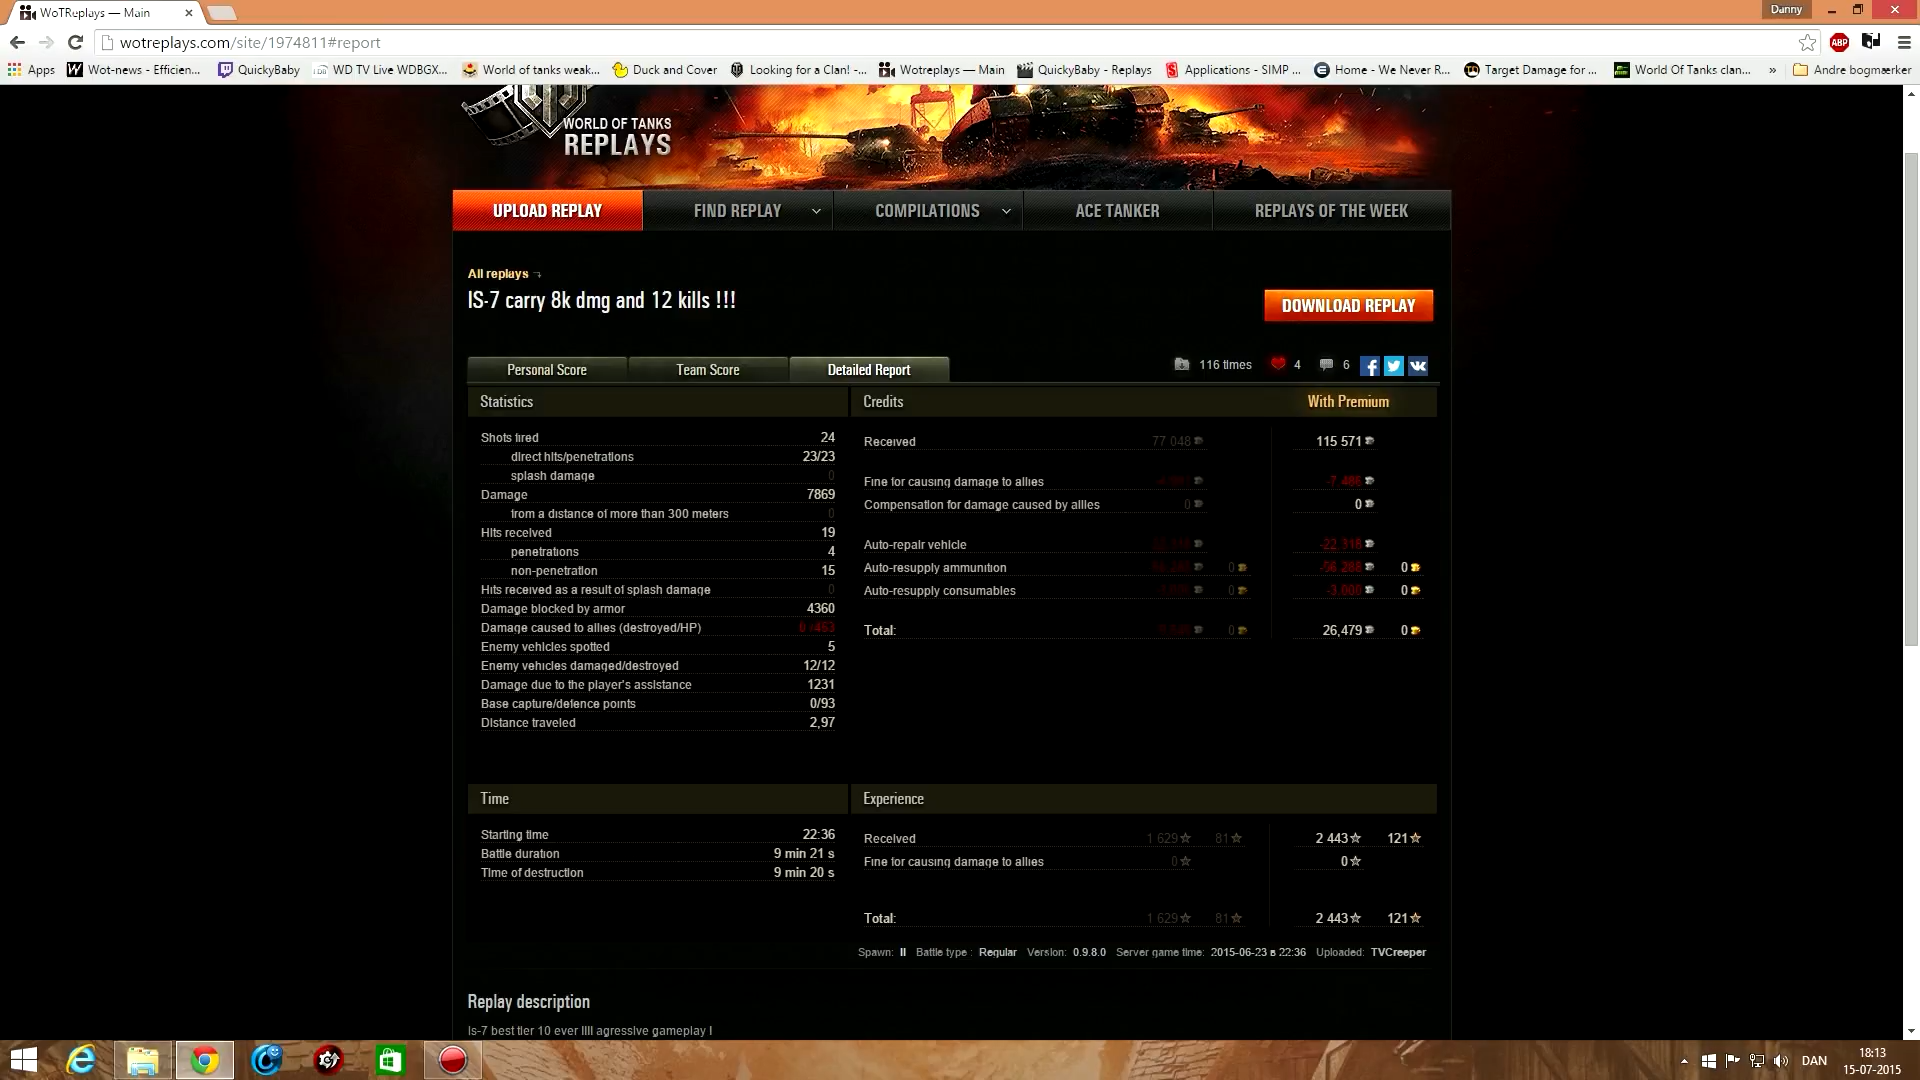 WoTReplays — Main
Danny
wotreplays.com/site/1974811#report
ABP
Apps
Wot-news - Efficien...
QuickyBaby
WD TV Live WDBGX...
World of tanks weak...
Duck and Cover
Looking for a Clan! -...
Wotreplays — Main
QuickyBaby - Replays
Applications - SIMP ...
Home - We Never R...
Target Damage for ...
World Of Tanks clan...
»
Andre bogmærker
WORLD OF TANKS
REPLAYS
UPLOAD REPLAY
FIND REPLAY
COMPILATIONS
ACE TANKER
REPLAYS OF THE WEEK
All replays
IS-7 carry 8k dmg and 12 kills !!!
DOWNLOAD REPLAY
Personal Score
Team Score
Detailed Report
116 times
4
6
Statistics
Shots fired 24
direct hits/penetrations 23/23
splash damage 0
Damage 7869
from a distance of more than 300 meters 0
Hits received 19
penetrations 4
non-penetration 15
Hits received as a result of splash damage 0
Damage blocked by armor 4360
Damage caused to allies (destroyed/HP)
Enemy vehicles spotted 5
Enemy vehicles damaged/destroyed 12/12
Damage due to the player's assistance 1231
Base capture/defence points 0/93
Distance traveled 2,97
Credits With Premium
Received 77 048 115 571
Fine for causing damage to allies
Compensation for damage caused by allies 0 0
Auto-repair vehicle -22 318
Auto-resupply ammunition 0 0
Auto-resupply consumables 0 -3,000 0
Total: 0 26,479 0
Time
Starting time 22:36
Battle duration 9 min 21 s
Time of destruction 9 min 20 s
Experience
Received 1 629 81 2 443 121
Fine for causing damage to allies 0 0
Total: 1 629 81 2 443 121
Spawn: II Battle type : Regular Version: 0.9.8.0 Server game time: 2015-06-23 в 22:36 Uploaded: TVCreeper
Replay description
Is-7 best tier 10 ever !!!! agressive gameplay !
DAN
18:13
15-07-2015